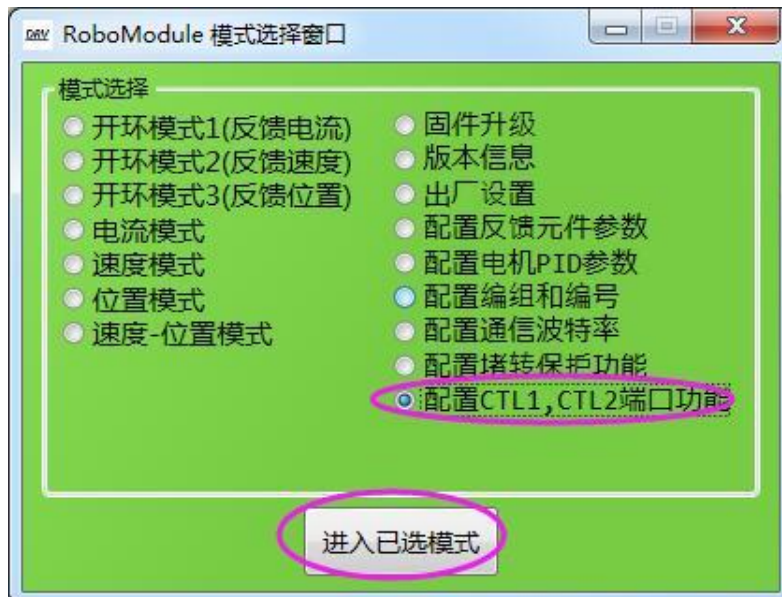 DRV RoboModule 模式选择窗口
模式选择
开环模式1(反馈电流)
开环模式2(反馈速度)
开环模式3(反馈位置)
电流模式
速度模式
位置模式
速度-位置模式
固件升级
版本信息
出厂设置
配置反馈元件参数
配置电机PID参数
配置编组和编号
配置通信波特率
配置堵转保护功能
配置CTL1,CTL2端口功能
进入已选模式